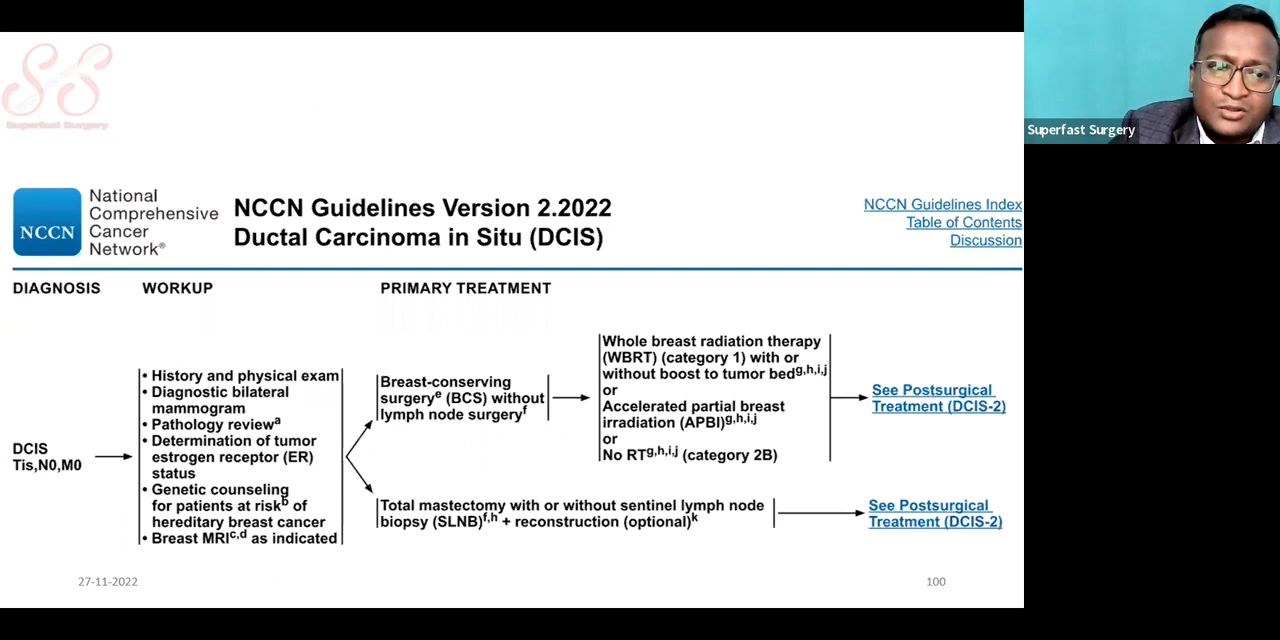 SS
Superfast Surgery
Superfast Surgery
NCCN
National
Comprehensive
Cancer
Network®
NCCN Guidelines Version 2.2022
Ductal Carcinoma in Situ (DCIS)
NCCN Guidelines Index
Table of Contents
Discussion
DIAGNOSIS
WORKUP
PRIMARY TREATMENT
DCIS
Tis,N0,M0
• History and physical exam
• Diagnostic bilateral
mammogram
• Pathology reviewᵃ
• Determination of tumor
estrogen receptor (ER)
status
• Genetic counseling
for patients at riskᵇ of
hereditary breast cancer
• Breast MRIᶜ,ᵈ as indicated
Breast-conserving
surgeryᵉ (BCS) without
lymph node surgeryᶠ
Whole breast radiation therapy
(WBRT) (category 1) with or
without boost to tumor bedᵍ,ʰ,ⁱ,ʲ
or
Accelerated partial breast
irradiation (APBI)ᵍ,ʰ,ⁱ,ʲ
or
No RTᵍ,ʰ,ⁱ,ʲ (category 2B)
See Postsurgical
Treatment (DCIS-2)
Total mastectomy with or without sentinel lymph node
biopsy (SLNB)ᶠ,ʰ + reconstruction (optional)ᵏ
See Postsurgical
Treatment (DCIS-2)
27-11-2022
100